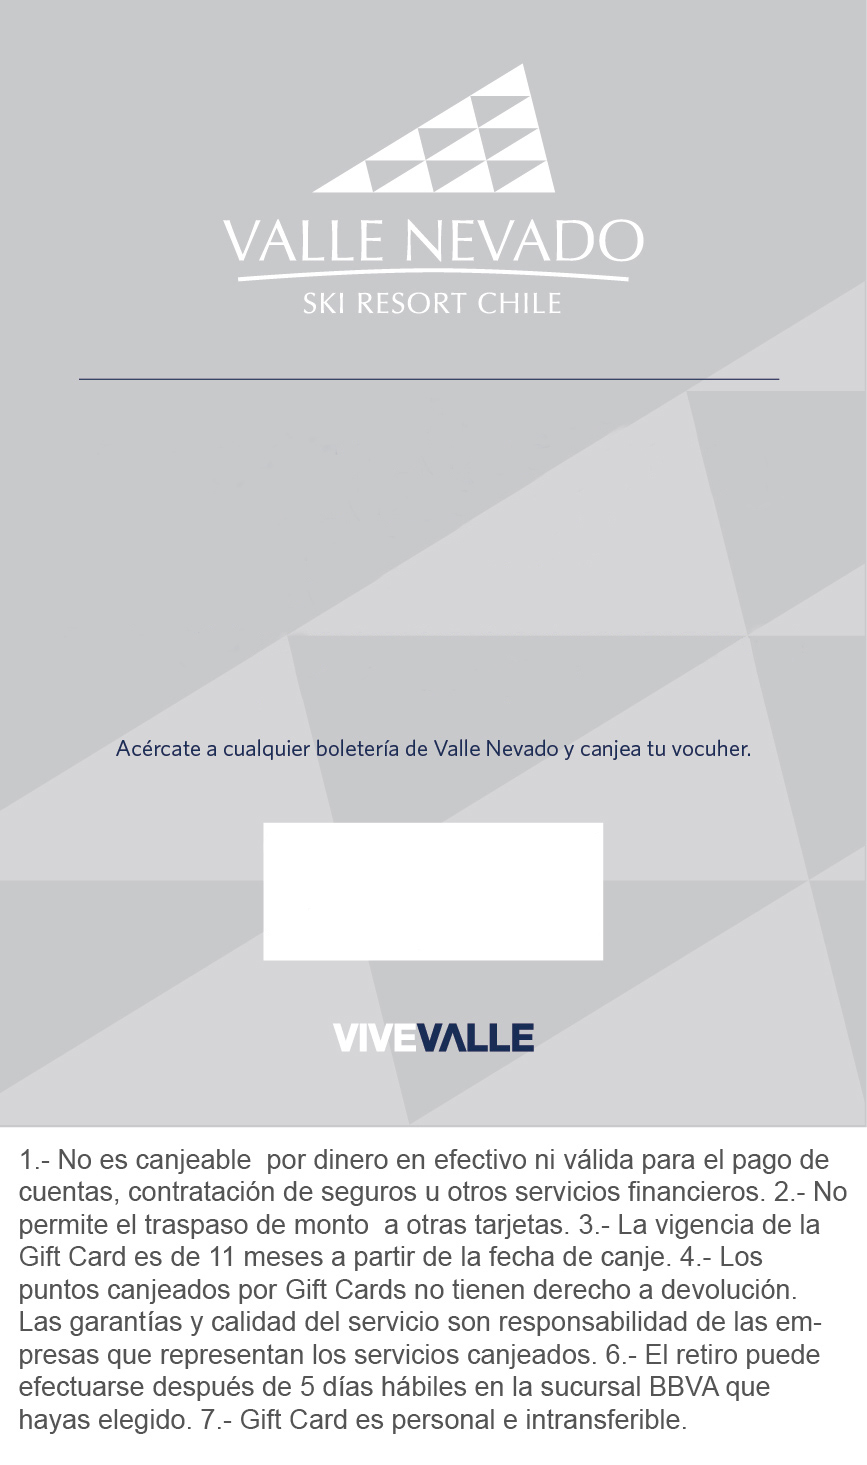 VALLE NEVADO
SKI RESORT CHILE
Acércate a cualquier boletería de Valle Nevado y canjea tu vocuher.
VIVEVALLE
1.- No es canjeable  por dinero en efectivo ni válida para el pago de
cuentas, contratación de seguros u otros servicios financieros. 2.- No
permite el traspaso de monto  a otras tarjetas. 3.- La vigencia de la
Gift Card es de 11 meses a partir de la fecha de canje. 4.- Los
puntos canjeados por Gift Cards no tienen derecho a devolución.
Las garantías y calidad del servicio son responsabilidad de las em-
presas que representan los servicios canjeados. 6.- El retiro puede
efectuarse después de 5 días hábiles en la sucursal BBVA que
hayas elegido. 7.- Gift Card es personal e intransferible.